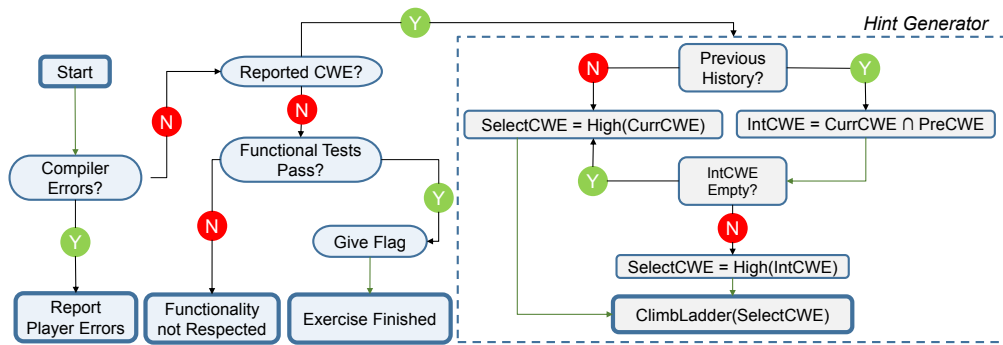 Hint Generator
Y
Start
Reported CWE?
N
Previous
History?
Y
N
N
SelectCWE = High(CurrCWE)
IntCWE = CurrCWE ∩ PreCWE
Compiler
Errors?
Functional Tests
Pass?
Y
IntCWE
Empty?
Y
N
N
Y
Give Flag
SelectCWE = High(IntCWE)
Report
Player Errors
Functionality
not Respected
Exercise Finished
ClimbLadder(SelectCWE)